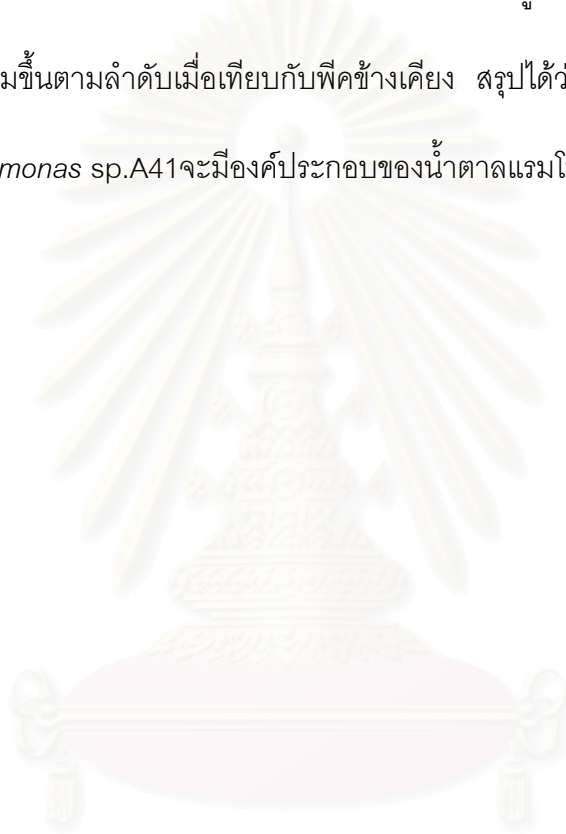 มขึ้นตามลำดับเมื่อเทียบกับพีคข้างเคียง สรุปได้ว่
monas sp.A41จะมีองค์ประกอบของน้ำตาลแรมโ